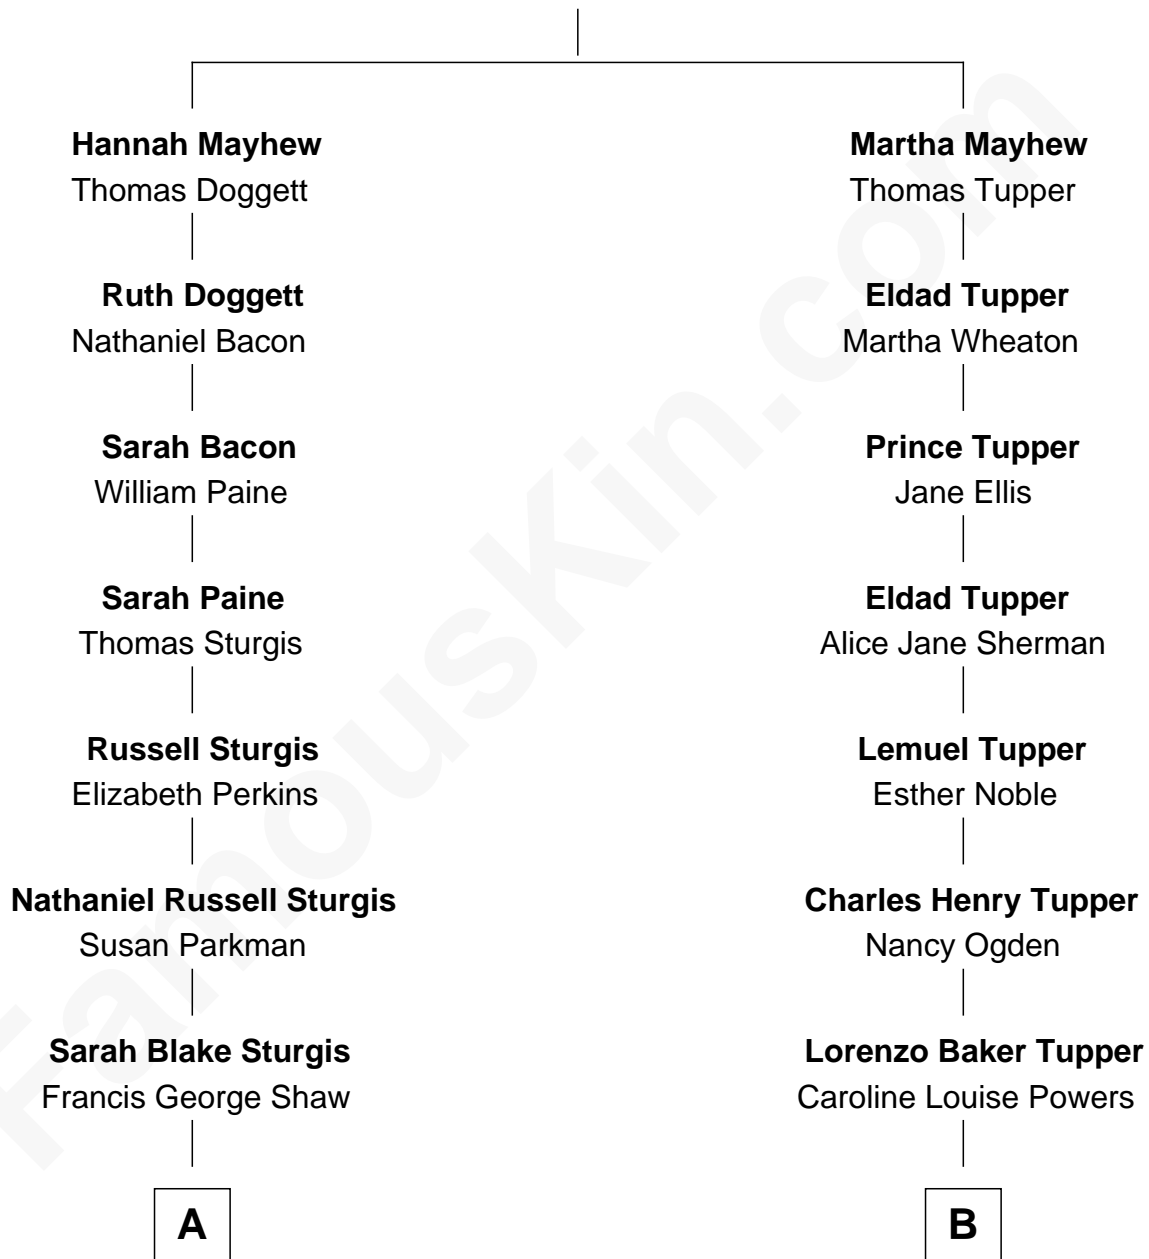 Hannah Mayhew
Thomas Doggett
Ruth Doggett
Nathaniel Bacon
Sarah Bacon
William Paine
Sarah Paine
Thomas Sturgis
Russell Sturgis
Elizabeth Perkins
Nathaniel Russell Sturgis
Susan Parkman
Sarah Blake Sturgis
Francis George Shaw
A
Martha Mayhew
Thomas Tupper
Eldad Tupper
Martha Wheaton
Prince Tupper
Jane Ellis
Eldad Tupper
Alice Jane Sherman
Lemuel Tupper
Esther Noble
Charles Henry Tupper
Nancy Ogden
Lorenzo Baker Tupper
Caroline Louise Powers
B
FamousKin.com